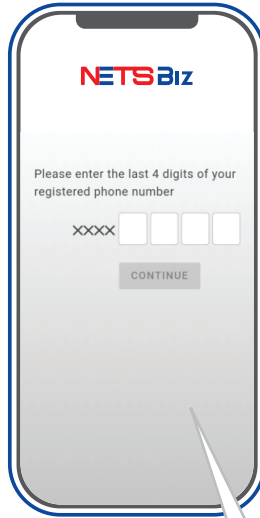 NETSBIZ
Please enter the last 4 digits of your
registered phone number
XXXX
CONTINUE